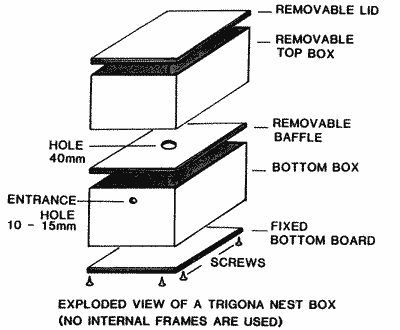 REMOVABLE LID
REMOVABLE
TOP BOX
HOLE
40mm
REMOVABLE
BAFFLE
BOTTOM BOX
ENTRANCE
HOLE
10 - 15mm
FIXED
BOTTOM BOARD
SCREWS
EXPLODED VIEW OF A TRIGONA NEST BOX
(NO INTERNAL FRAMES ARE USED)